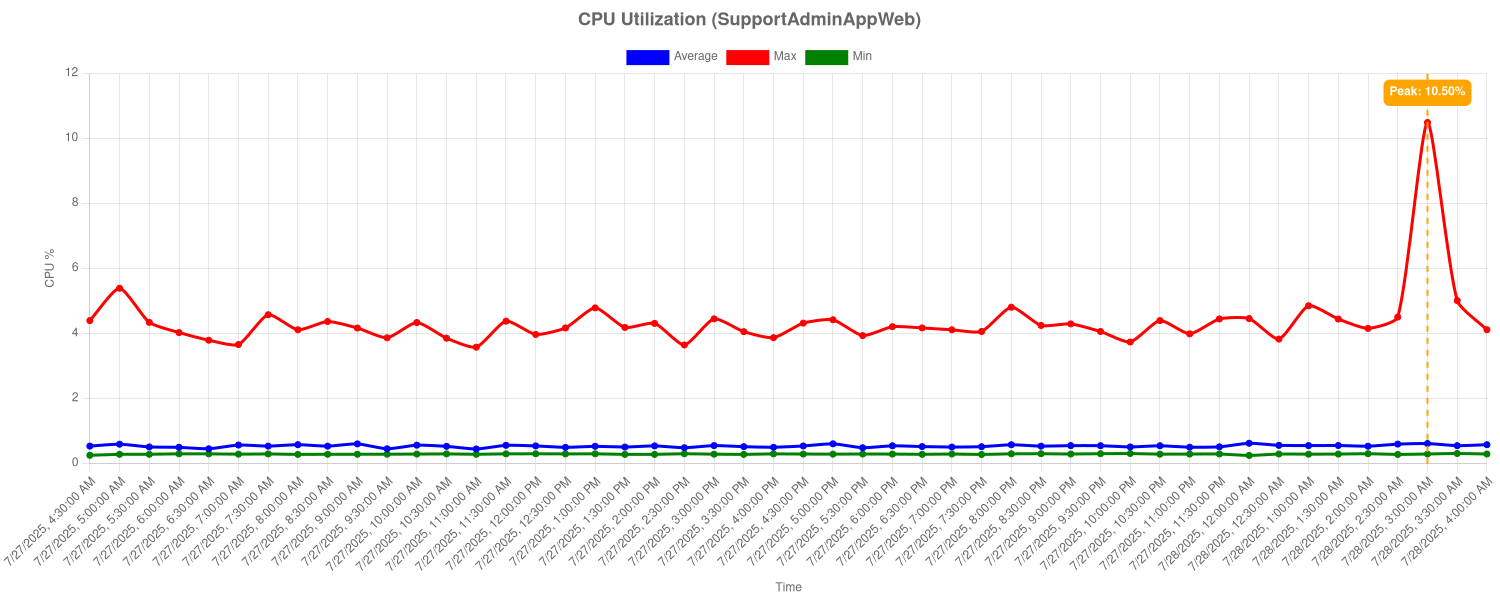 CPU Utilization (SupportAdminAppWeb)
Average Max Min
Peak: 10.50%
12
10
8
6
4
2
0
CPU %
7/27/2025, 4:30:00 AM
7/27/2025, 5:00:00 AM
7/27/2025, 5:30:00 AM
7/27/2025, 6:00:00 AM
7/27/2025, 6:30:00 AM
7/27/2025, 7:00:00 AM
7/27/2025, 7:30:00 AM
7/27/2025, 8:00:00 AM
7/27/2025, 8:30:00 AM
7/27/2025, 9:00:00 AM
7/27/2025, 9:30:00 AM
7/27/2025, 10:00:00 AM
7/27/2025, 10:30:00 AM
7/27/2025, 11:00:00 AM
7/27/2025, 11:30:00 AM
7/27/2025, 12:00:00 PM
7/27/2025, 12:30:00 PM
7/27/2025, 1:00:00 PM
7/27/2025, 1:30:00 PM
7/27/2025, 2:00:00 PM
7/27/2025, 2:30:00 PM
7/27/2025, 3:00:00 PM
7/27/2025, 3:30:00 PM
7/27/2025, 4:00:00 PM
7/27/2025, 4:30:00 PM
7/27/2025, 5:00:00 PM
7/27/2025, 5:30:00 PM
7/27/2025, 6:00:00 PM
7/27/2025, 6:30:00 PM
7/27/2025, 7:00:00 PM
7/27/2025, 7:30:00 PM
7/27/2025, 8:00:00 PM
7/27/2025, 8:30:00 PM
7/27/2025, 9:00:00 PM
7/27/2025, 9:30:00 PM
7/27/2025, 10:00:00 PM
7/27/2025, 10:30:00 PM
7/27/2025, 11:00:00 PM
7/27/2025, 11:30:00 PM
7/28/2025, 12:00:00 AM
7/28/2025, 12:30:00 AM
7/28/2025, 1:00:00 AM
7/28/2025, 1:30:00 AM
7/28/2025, 2:00:00 AM
7/28/2025, 2:30:00 AM
7/28/2025, 3:00:00 AM
7/28/2025, 3:30:00 AM
7/28/2025, 4:00:00 AM
Time